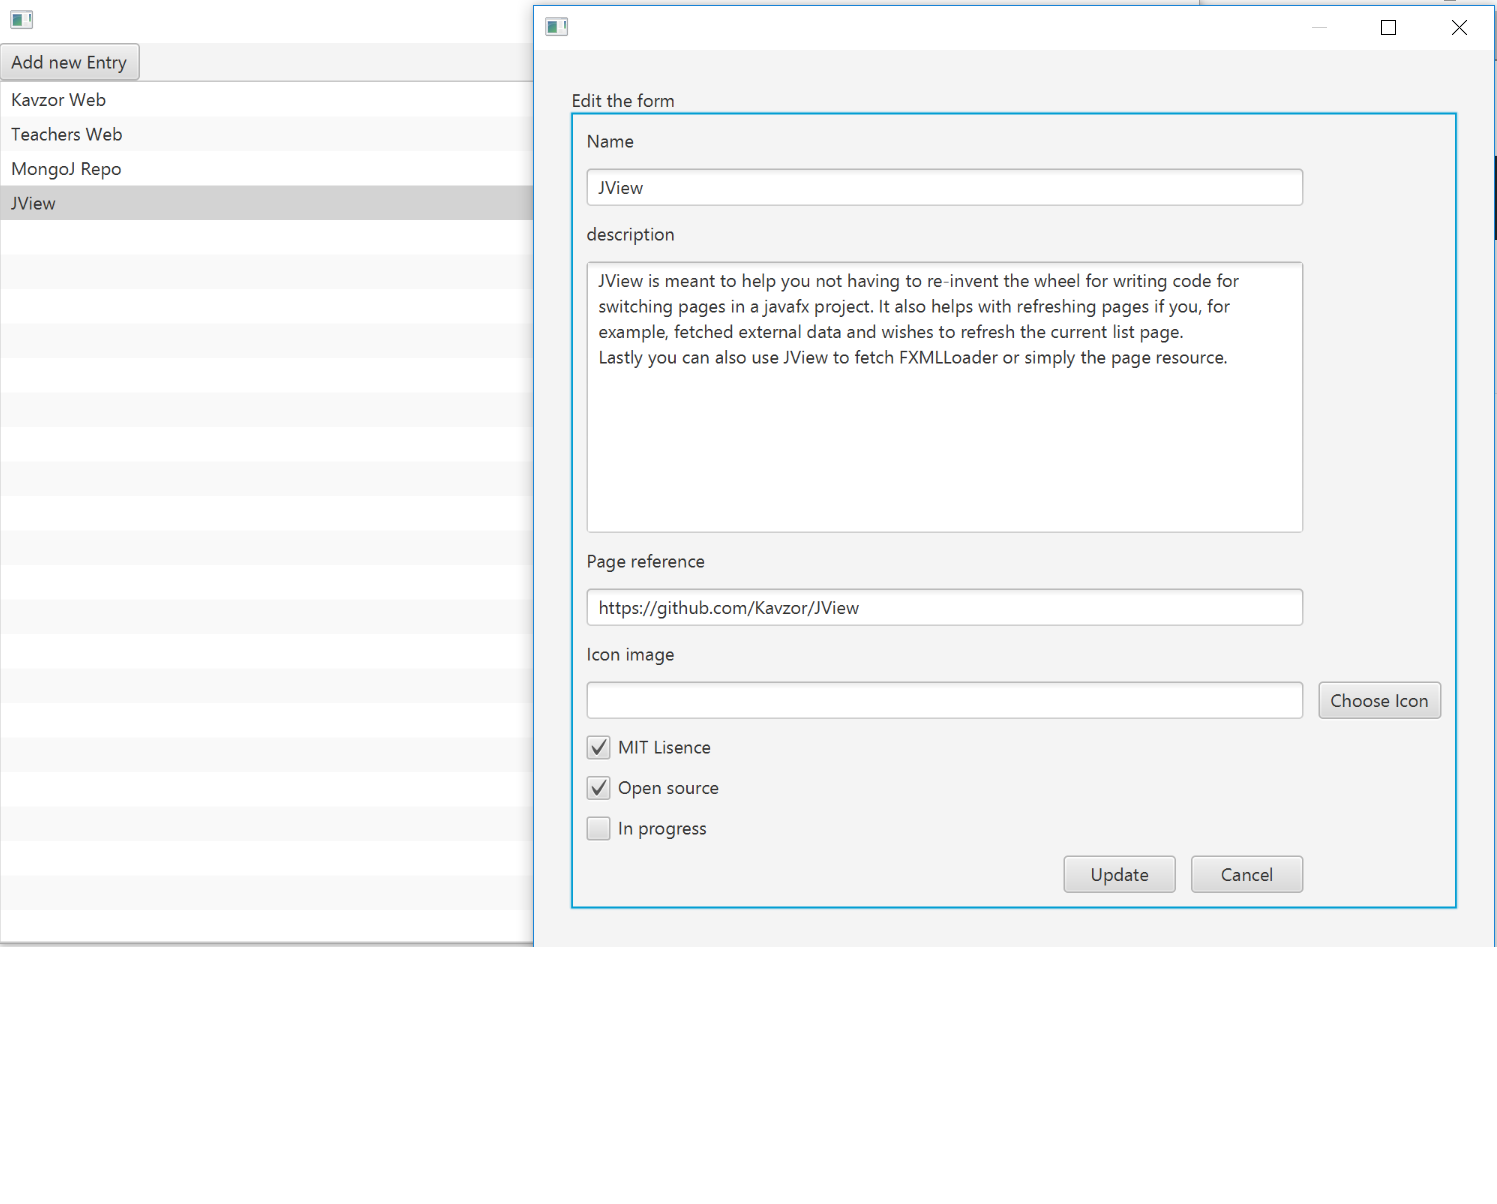 Add new Entry
Kavzor Web
Teachers Web
MongoJ Repo
JView
Edit the form
Name
JView
description
JView is meant to help you not having to re-invent the wheel for writing code for
switching pages in a javafx project. It also helps with refreshing pages if you, for
example, fetched external data and wishes to refresh the current list page.
Lastly you can also use JView to fetch FXMLLoader or simply the page resource.
Page reference
https://github.com/Kavzor/JView
Icon image
Choose Icon
MIT Lisence
Open source
In progress
Update Cancel